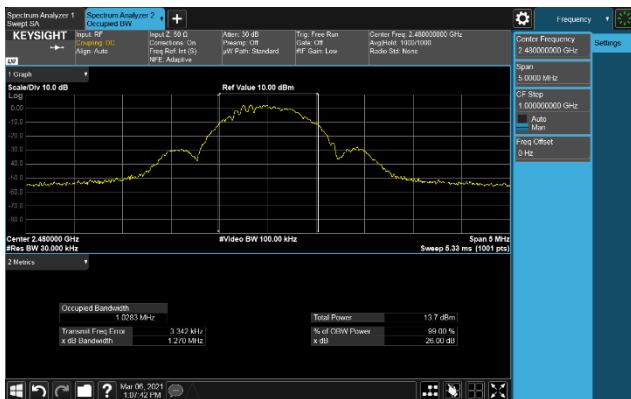 Spectrum Analyzer 1
Swept SA
Spectrum Analyzer 2
Occupied BW
Frequency
KEYSIGHT
Input: RF
Coupling: DC
Align: Auto
Input Z: 50 Ω
Corrections: On
Freq Ref: Int (S)
NFE: Adaptive
Atten: 30 dB
Preamp: Off
µW Path: Standard
Trig: Free Run
Gate: Off
#IF Gain: Low
Center Freq: 2.480000000 GHz
Avg|Hold: 1000/1000
Radio Std: None
Center Frequency
2.480000000 GHz
Settings
Span
5.0000 MHz
CF Step
1.000000000 GHz
Auto
Man
Freq Offset
0 Hz
LXI
1 Graph
Scale/Div 10.0 dB
Ref Value 10.00 dBm
Log
0.00
-10.0
-20.0
-30.0
-40.0
-50.0
-60.0
-70.0
-80.0
Center 2.480000 GHz
#Video BW 100.00 kHz
Span 5 MHz
#Res BW 30.000 kHz
Sweep 5.33 ms (1001 pts)
2 Metrics
Occupied Bandwidth
1.0283 MHz
Total Power
13.7 dBm
Transmit Freq Error
3.342 kHz
% of OBW Power
99.00 %
x dB Bandwidth
1.270 MHz
x dB
-26.00 dB
Mar 06, 2021
1:07:42 PM